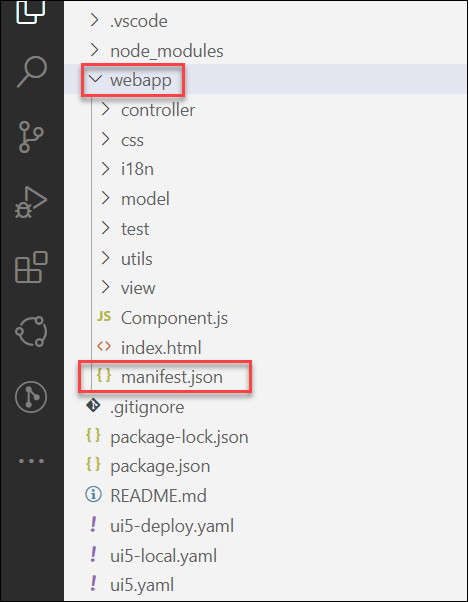 .vscode
node_modules
webapp
controller
css
i18n
model
test
utils
view
JS Component.js
<> index.html
{} manifest.json
.gitignore
{} package-lock.json
{} package.json
README.md
! ui5-deploy.yaml
! ui5-local.yaml
! ui5.yaml